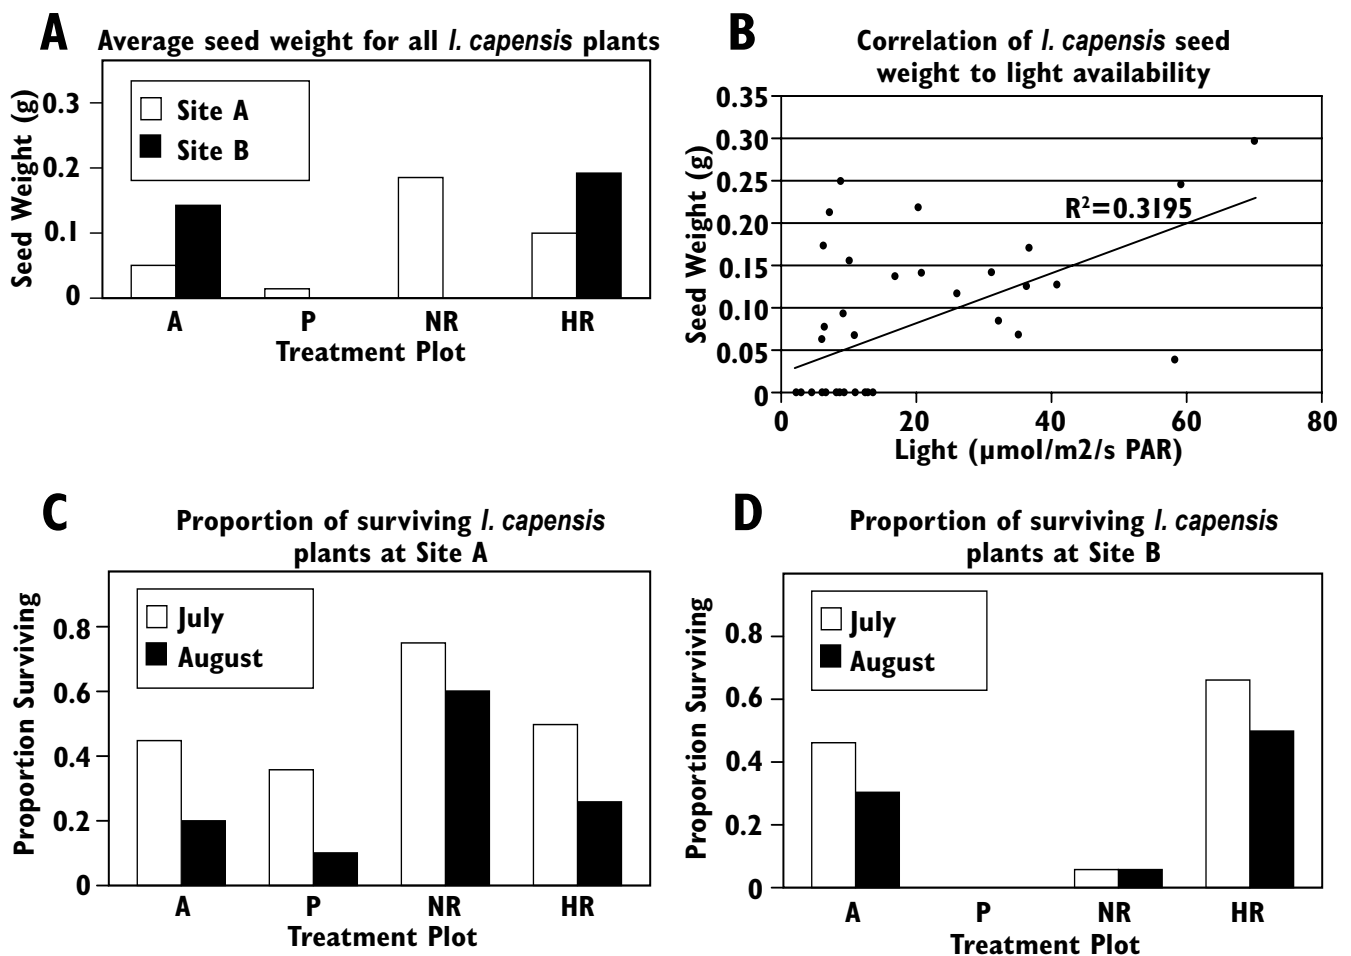 A
Average seed weight for all I. capensis plants
Seed Weight (g)
0.3
0.2
0.1
0
Site A
Site B
A P NR HR
Treatment Plot
B
Correlation of I. capensis seed
weight to light availability
Seed Weight (g)
0.35
0.30
0.25
0.20
0.15
0.10
0.05
0
R²=0.3195
0 20 40 60 80
Light (μmol/m2/s PAR)
C
Proportion of surviving I. capensis
plants at Site A
Proportion Surviving
0.8
0.6
0.4
0.2
0
July
August
A P NR HR
Treatment Plot
D
Proportion of surviving I. capensis
plants at Site B
Proportion Surviving
0.8
0.6
0.4
0.2
0
July
August
A P NR HR
Treatment Plot